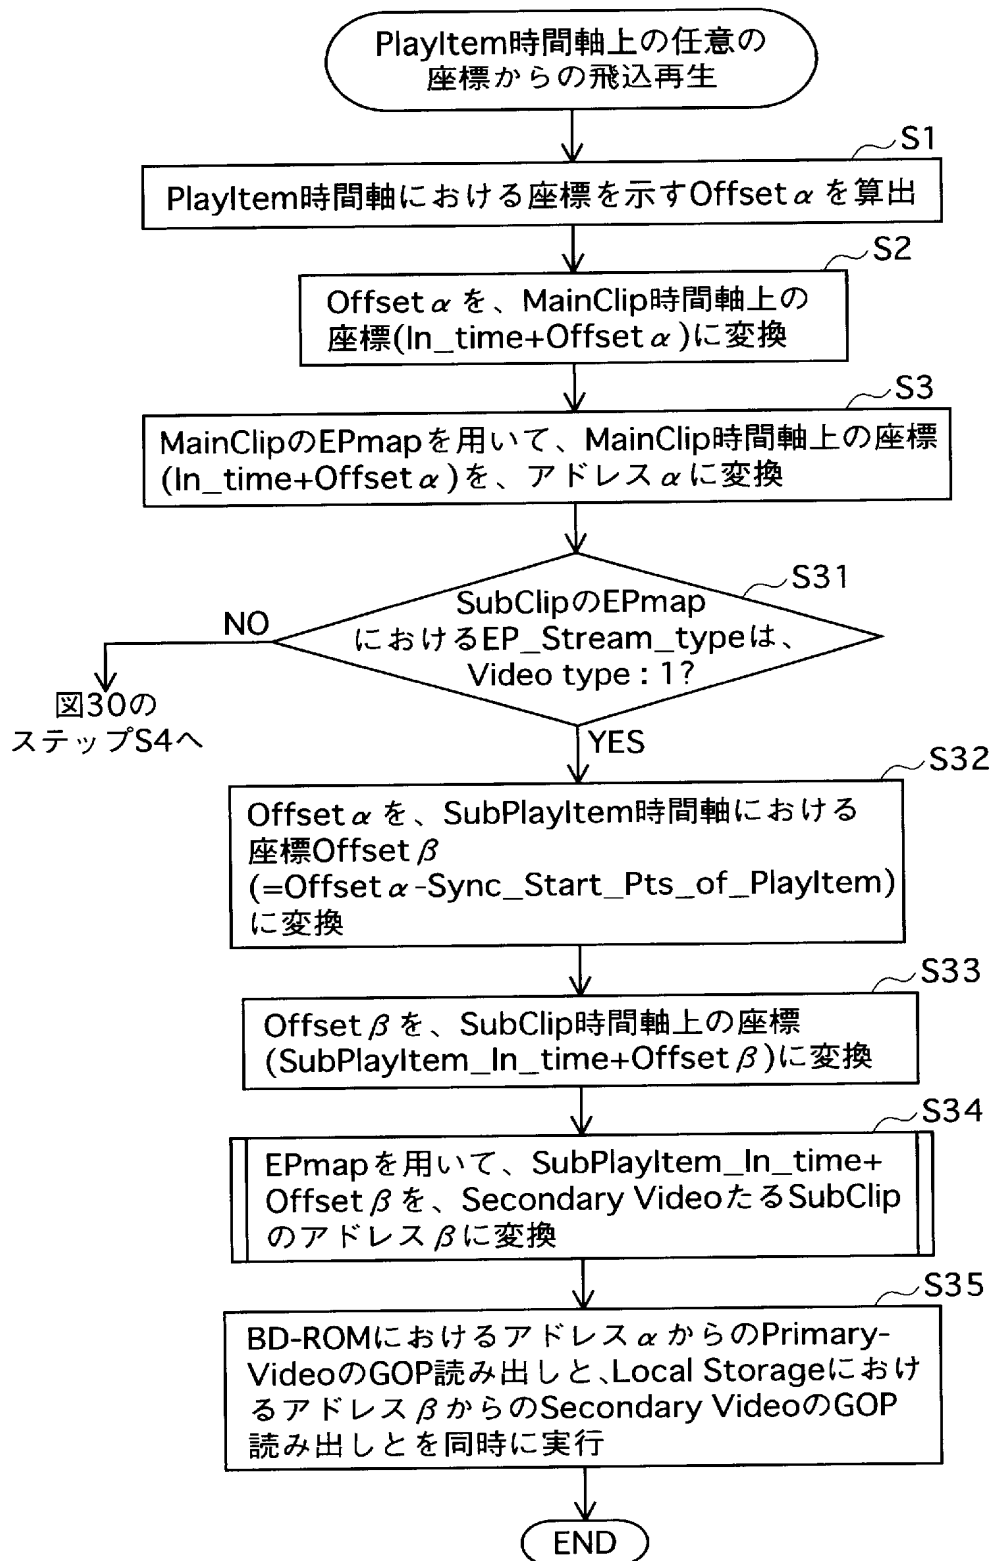 PlayItem時間軸上の任意の
座標からの飛込再生
S1
PlayItem時間軸における座標を示すOffsetαを算出
S2
Offsetαを、MainClip時間軸上の
座標(In_time+Offsetα)に変換
S3
MainClipのEPmapを用いて、MainClip時間軸上の座標
(In_time+Offsetα)を、アドレスαに変換
S31
SubClipのEPmap
におけるEP_Stream_typeは、
Video type : 1?
NO
図30の
ステップS4へ
YES
S32
Offsetαを、SubPlayItem時間軸における
座標Offsetβ
(=Offsetα-Sync_Start_Pts_of_PlayItem)
に変換
S33
Offsetβを、SubClip時間軸上の座標
(SubPlayItem_In_time+Offsetβ)に変換
S34
EPmapを用いて、SubPlayItem_In_time+
Offsetβを、Secondary VideoたるSubClip
のアドレスβに変換
S35
BD-ROMにおけるアドレスαからのPrimary-
VideoのGOP読み出しと、Local Storageにおけ
るアドレスβからのSecondary VideoのGOP
読み出しとを同時に実行
END